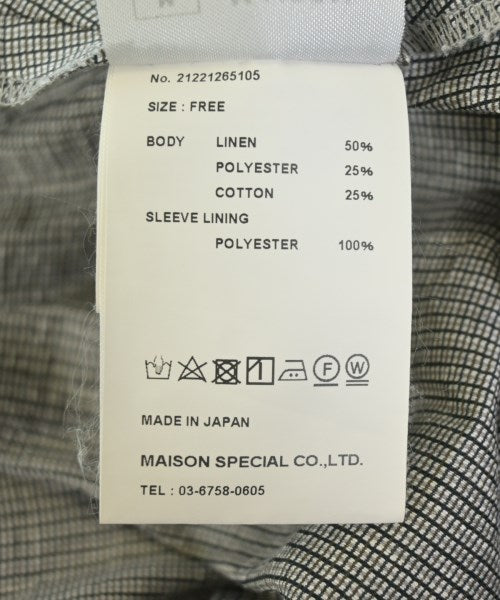 No. 21221265105
SIZE : FREE
BODY LINEN 50%
POLYESTER 25%
COTTON 25%
SLEEVE LINING
POLYESTER 100%
F W
MADE IN JAPAN
MAISON SPECIAL CO.,LTD.
TEL : 03-6758-0605